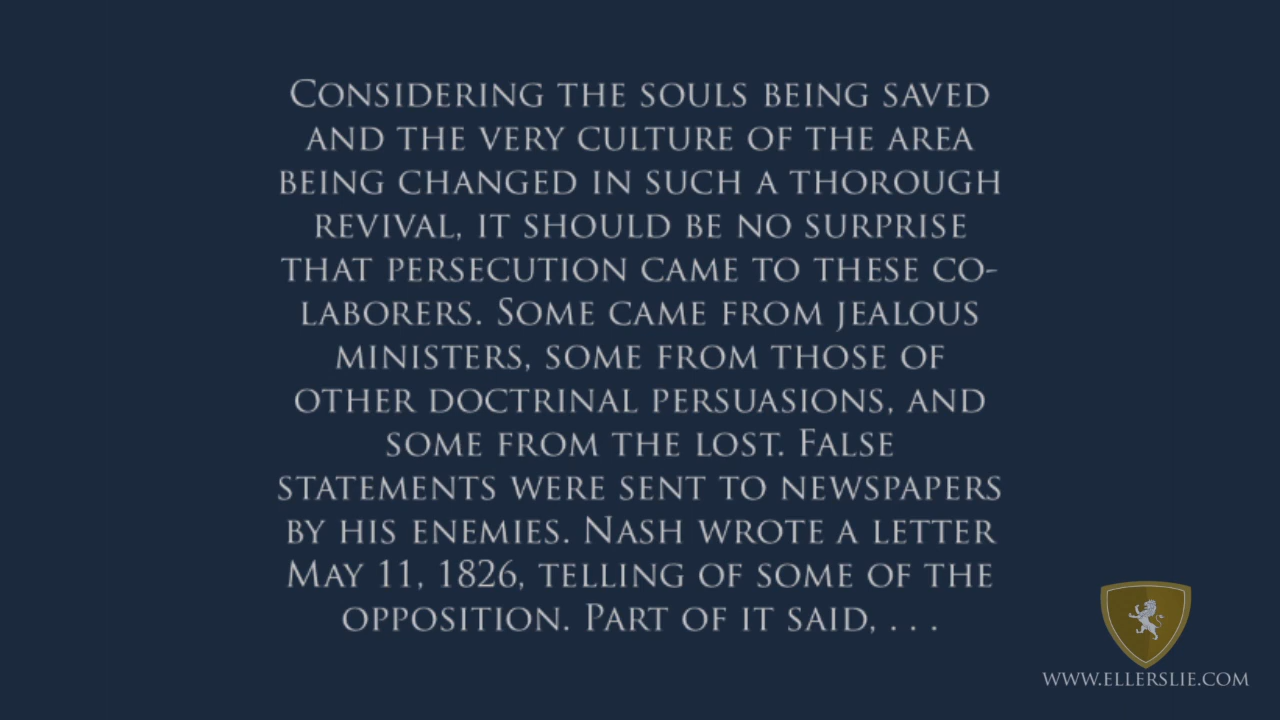 Considering the souls being saved
and the very culture of the area
being changed in such a thorough
revival, it should be no surprise
that persecution came to these co-
laborers. Some came from jealous
ministers, some from those of
other doctrinal persuasions, and
some from the lost. False
statements were sent to newspapers
by his enemies. Nash wrote a letter
May 11, 1826, telling of some of the
opposition. Part of it said, . . .
www.ellerslie.com